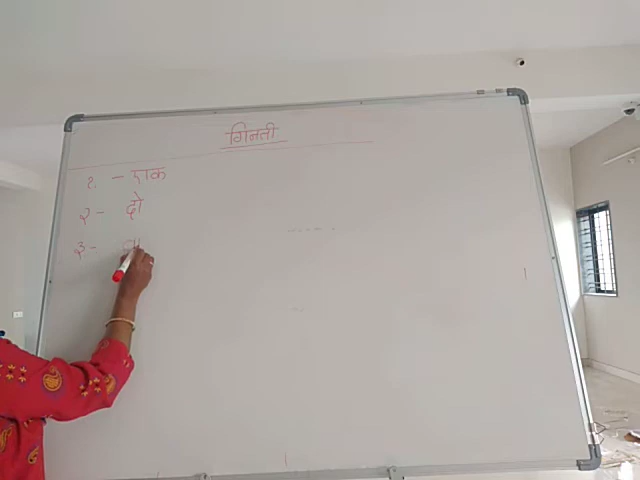 गिनती
१. - एक
२ - दो
३ -